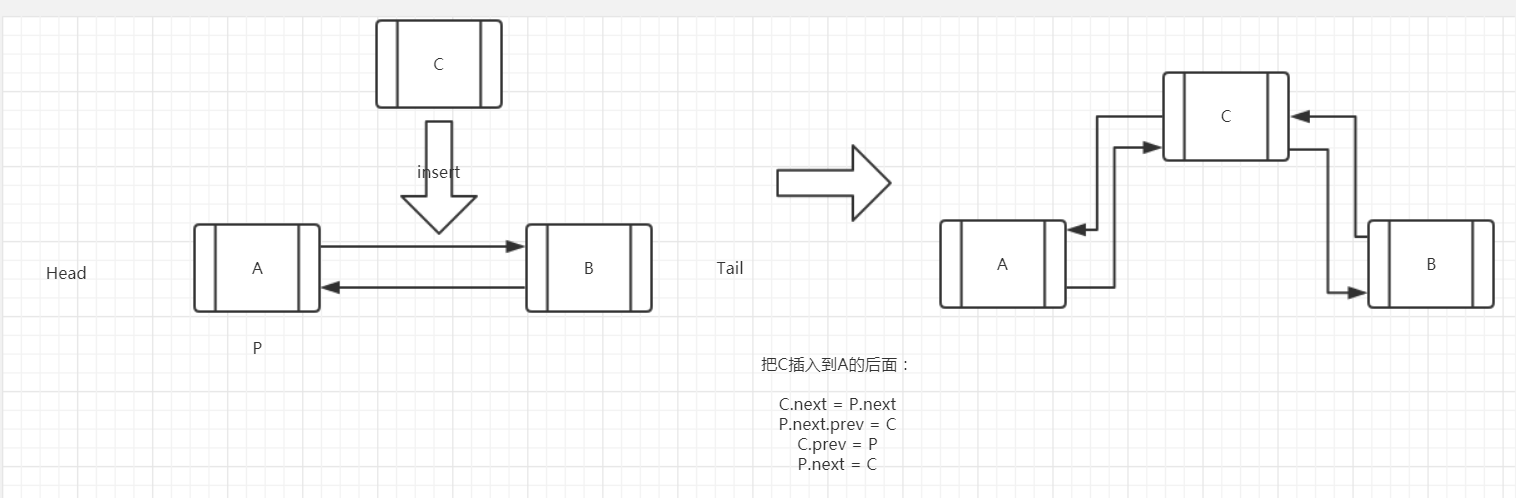 C
insert
Head
A
B
Tail
P
C
A
B
把C插入到A的后面：
C.next = P.next
P.next.prev = C
C.prev = P
P.next = C